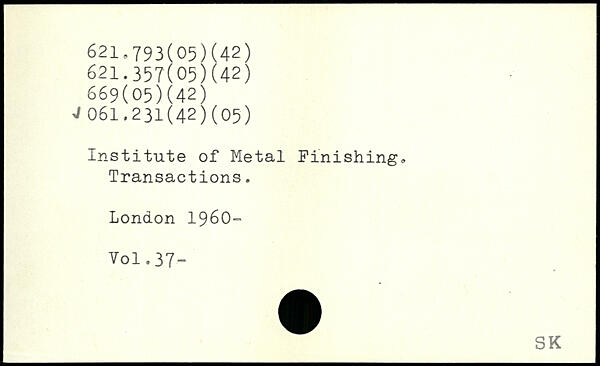 621.793(05)(42)
621.357(05)(42)
669(05)(42)
✓ 061.231(42)(05)
Institute of Metal Finishing.
Transactions.
London 1960-
Vol.37-
SK